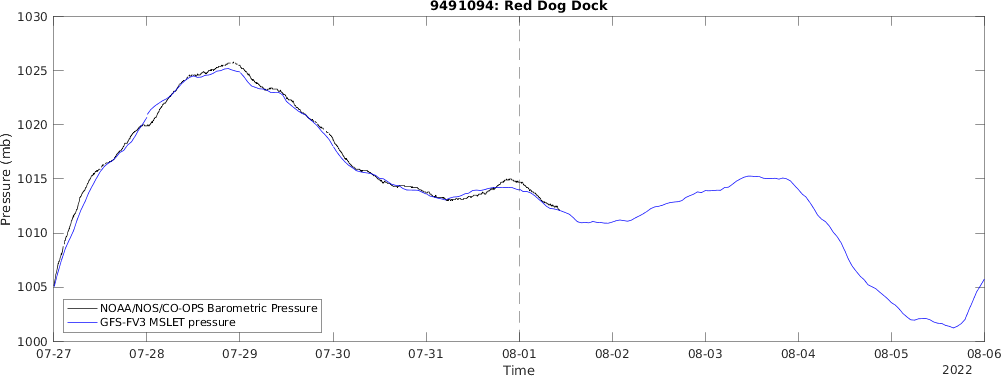 9491094: Red Dog Dock
Pressure (mb)
1030
1025
1020
1015
1010
1005
1000
NOAA/NOS/CO-OPS Barometric Pressure
GFS-FV3 MSLET pressure
07-27 07-28 07-29 07-30 07-31 08-01 08-02 08-03 08-04 08-05 08-06
Time
2022